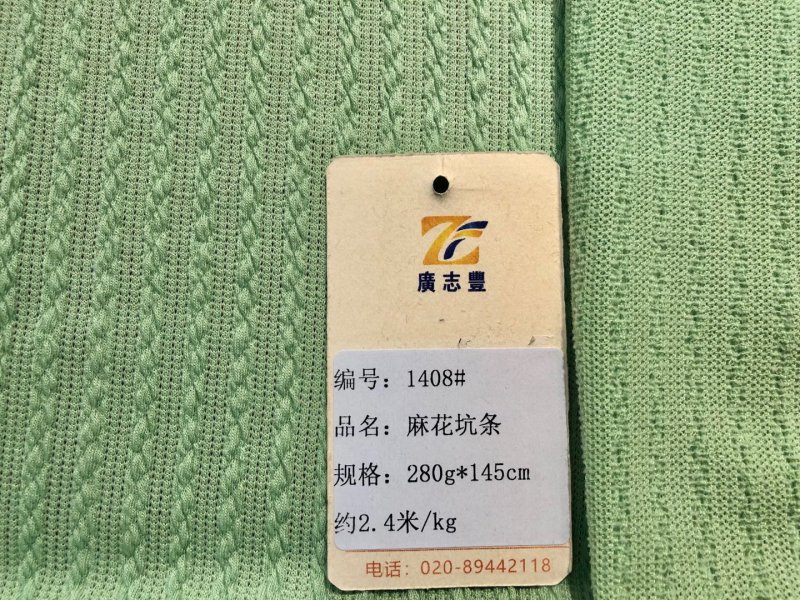 廣志豐
编号：1408#
品名：麻花坑条
规格：280g*145cm
约2.4米/kg
电话：020-89442118